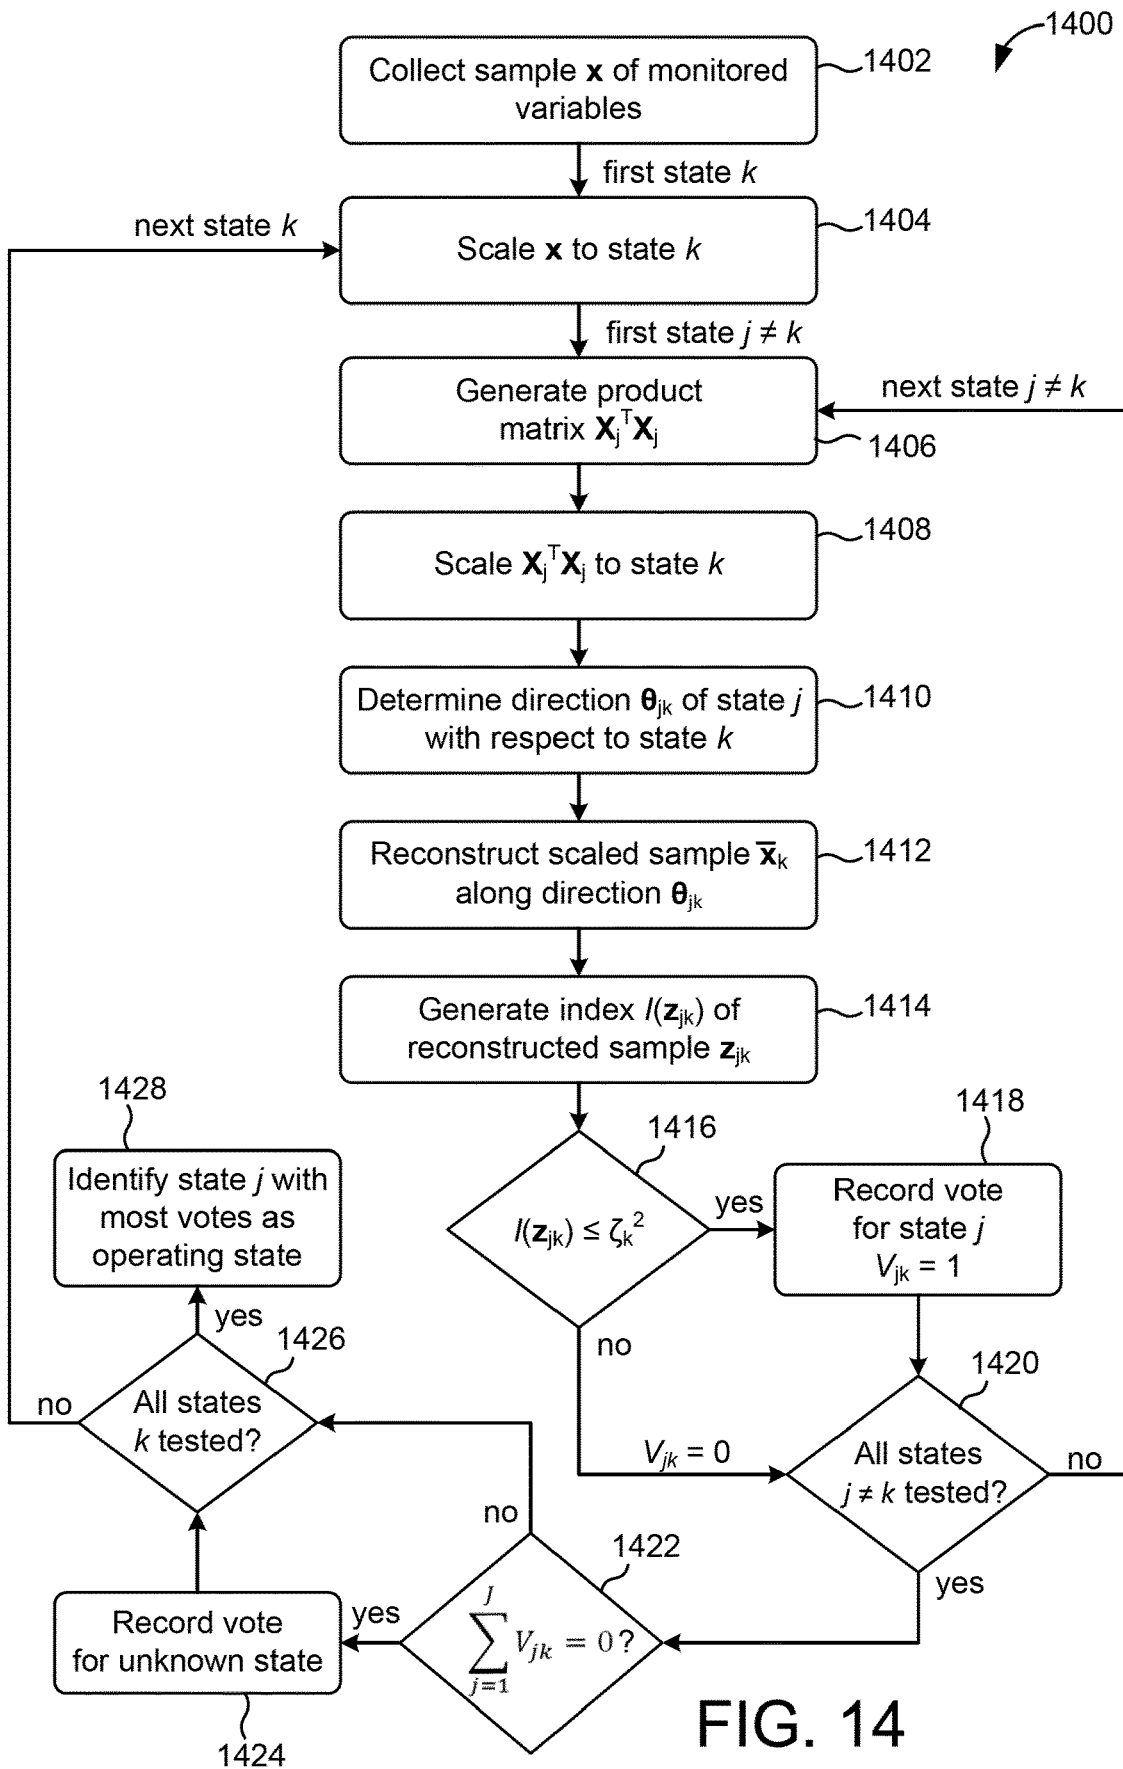 1400
Collect sample x of monitored
variables
1402
first state k
next state k
Scale x to state k
1404
first state j ≠ k
Generate product
matrix XⱼᵀXⱼ
next state j ≠ k
1406
Scale XⱼᵀXⱼ to state k
1408
Determine direction θjk of state j
with respect to state k
1410
Reconstruct scaled sample x̄k
along direction θjk
1412
Generate index I(zjk) of
reconstructed sample zjk
1414
1416
I(zjk) ≤ ζk²
yes
no
1418
Record vote
for state j
Vjk = 1
1428
Identify state j with
most votes as
operating state
yes
1426
All states
k tested?
no
Vjk = 0
1420
All states
j ≠ k tested?
no
yes
no
1422
∑j=1J Vjk = 0?
yes
Record vote
for unknown state
1424
FIG. 14